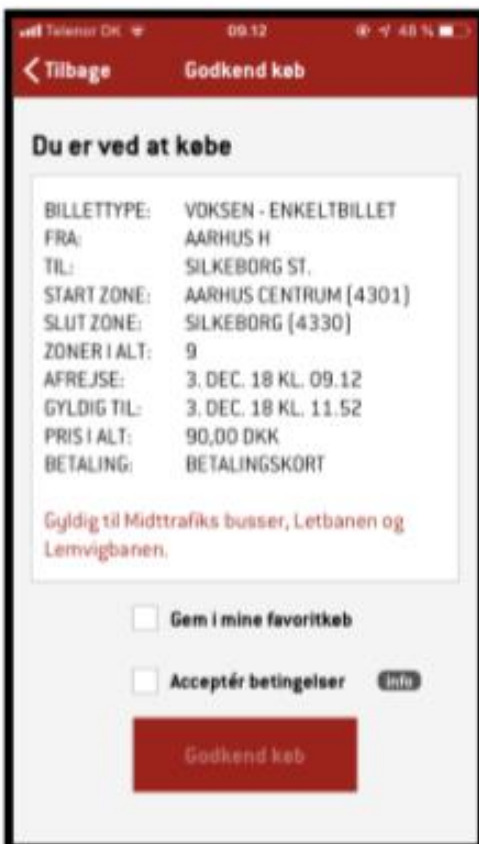 Telenor DK 09.12 48 %
Tilbage Godkend køb
Du er ved at købe
BILLETTYPE: VOKSEN - ENKELTBILLET
FRA: AARHUS H
TIL: SILKEBORG ST.
START ZONE: AARHUS CENTRUM (4301)
SLUT ZONE: SILKEBORG (4330)
ZONER I ALT: 9
AFREJSE: 3. DEC. 18 KL. 09.12
GYLDIG TIL: 3. DEC. 18 KL. 11.52
PRIS I ALT: 90,00 DKK
BETALING: BETALINGSKORT
Gyldig til Midttrafiks busser, Letbanen og
Lemvigbanen.
Gem i mine favoritkøb
Acceptér betingelser info
Godkend køb